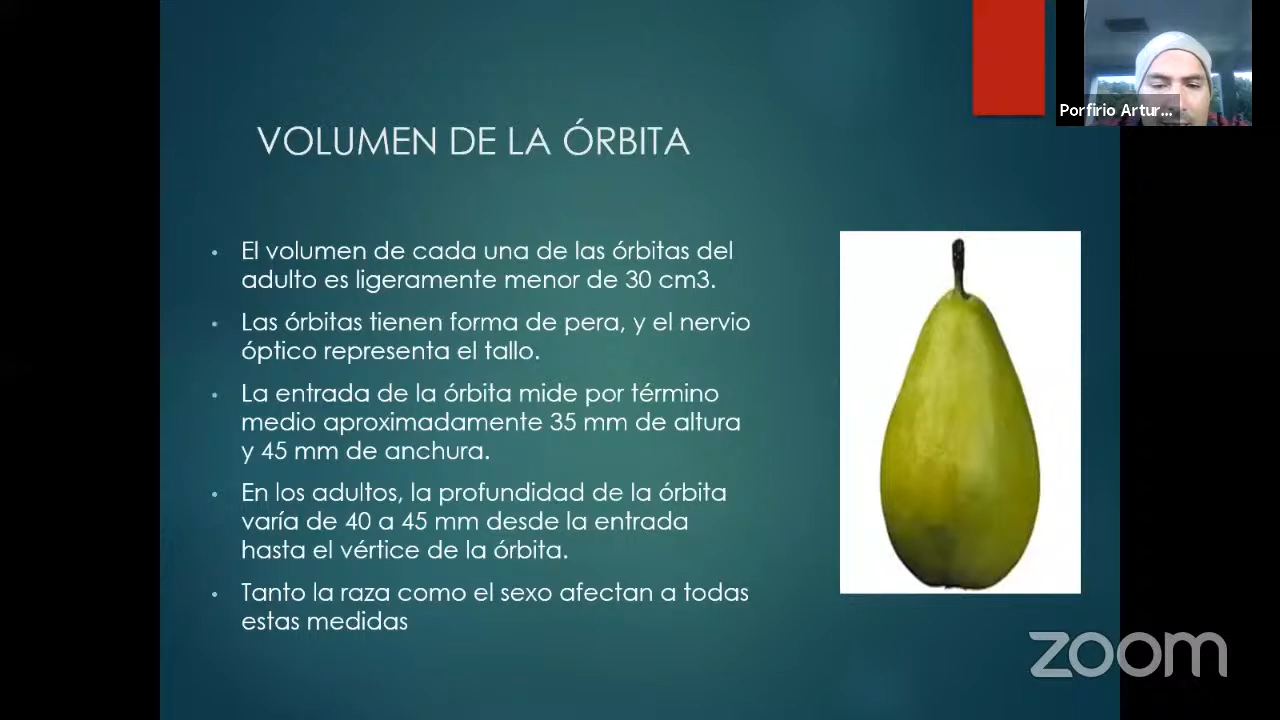 Porfirio Artur...
VOLUMEN DE LA ÓRBITA
• El volumen de cada una de las órbitas del
adulto es ligeramente menor de 30 cm3.
• Las órbitas tienen forma de pera, y el nervio
óptico representa el tallo.
• La entrada de la órbita mide por término
medio aproximadamente 35 mm de altura
y 45 mm de anchura.
• En los adultos, la profundidad de la órbita
varía de 40 a 45 mm desde la entrada
hasta el vértice de la órbita.
• Tanto la raza como el sexo afectan a todas
estas medidas
zoom